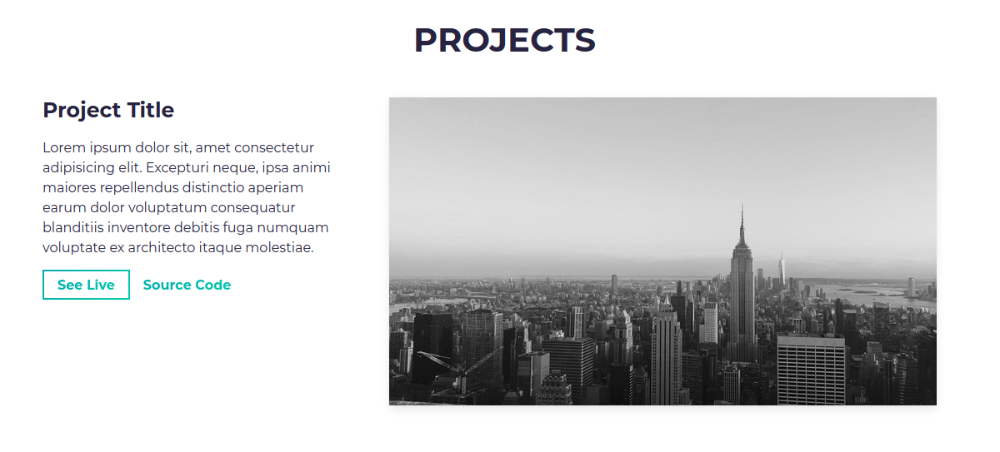 PROJECTS
Project Title
Lorem ipsum dolor sit, amet consectetur
adipisicing elit. Excepturi neque, ipsa animi
maiores repellendus distinctio aperiam
earum dolor voluptatum consequatur
blanditiis inventore debitis fuga numquam
voluptate ex architecto itaque molestiae.
See Live Source Code